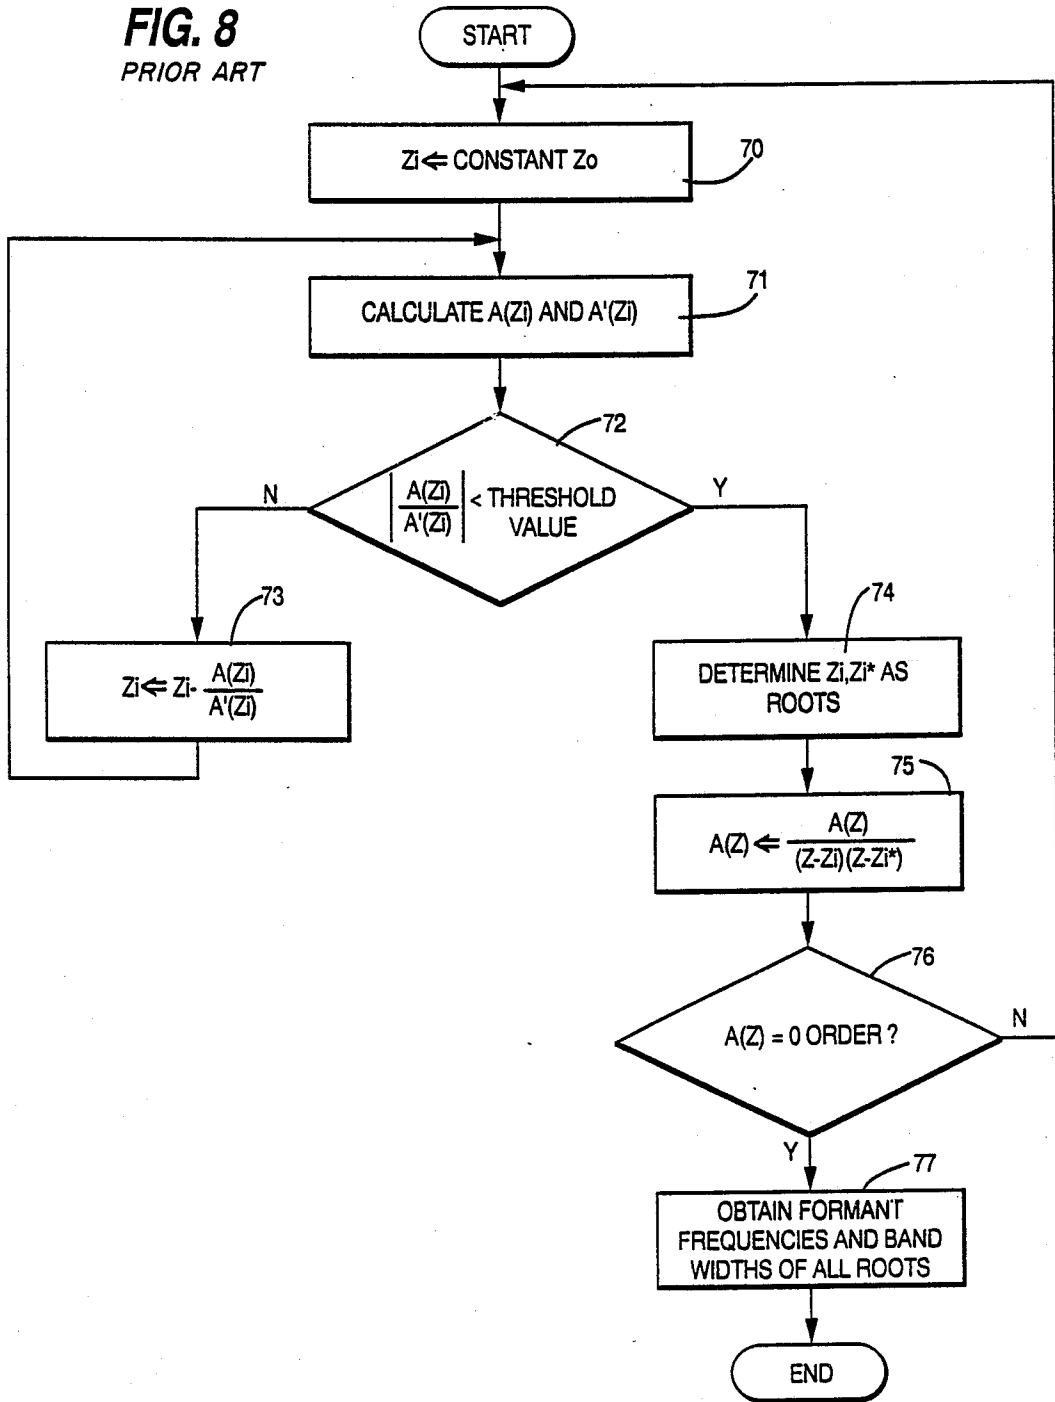 FIG. 8
PRIOR ART
START
Zi⇐ CONSTANT Zo
70
CALCULATE A(Zi) AND A'(Zi)
71
72
N
| A(Zi) / A'(Zi) | < THRESHOLD
VALUE
Y
73
Zi⇐ Zi- A(Zi) / A'(Zi)
74
DETERMINE Zi,Zi* AS
ROOTS
75
A(Z) ⇐ A(Z) / (Z-Zi)(Z-Zi*)
76
A(Z) = 0 ORDER ?
N
Y
77
OBTAIN FORMANT
FREQUENCIES AND BAND
WIDTHS OF ALL ROOTS
END